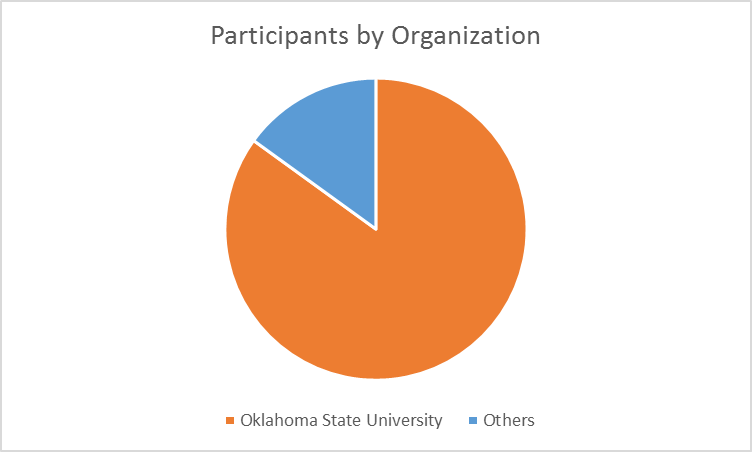 Participants by Organization
Oklahoma State University Others